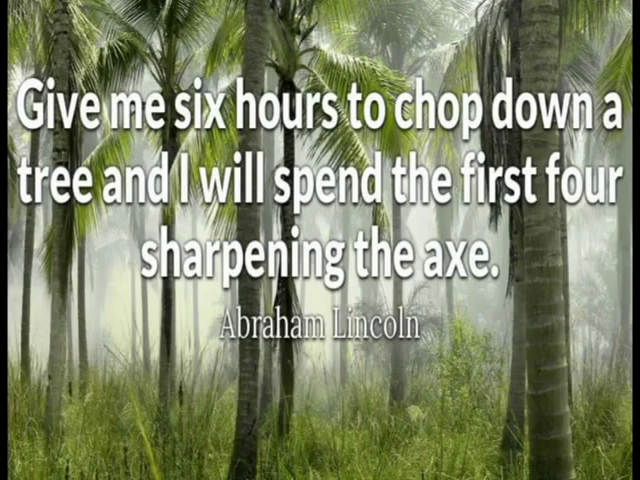 Give me six hours to chop down a
tree and I will spend the first four
sharpening the axe.
Abraham Lincoln